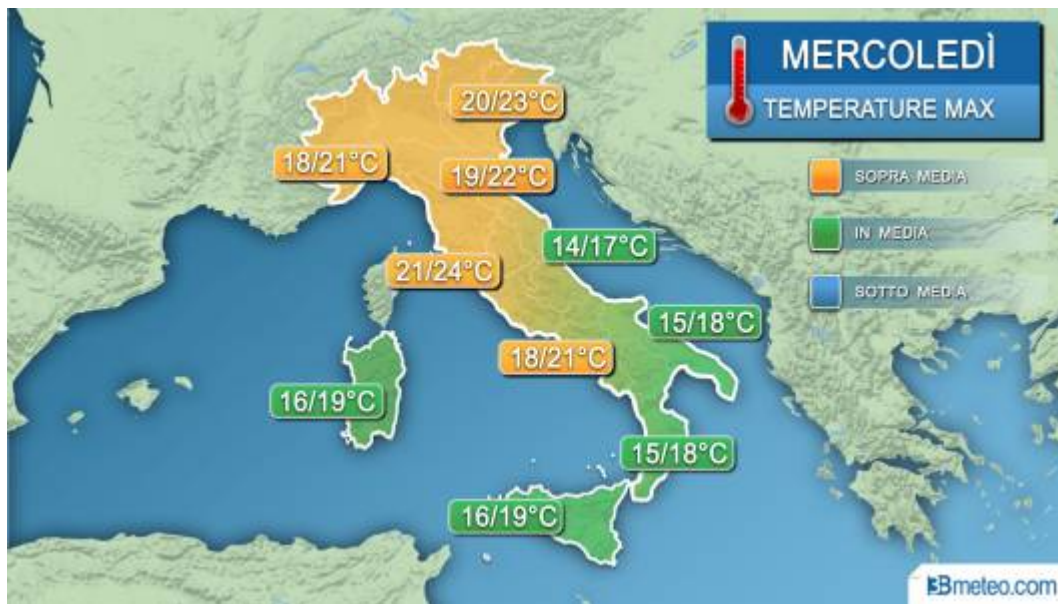 MERCOLEDÌ
TEMPERATURE MAX
SOPRA MEDIA
IN MEDIA
SOTTO MEDIA
20/23°C
18/21°C
19/22°C
14/17°C
21/24°C
15/18°C
18/21°C
16/19°C
15/18°C
16/19°C
3Bmeteo.com